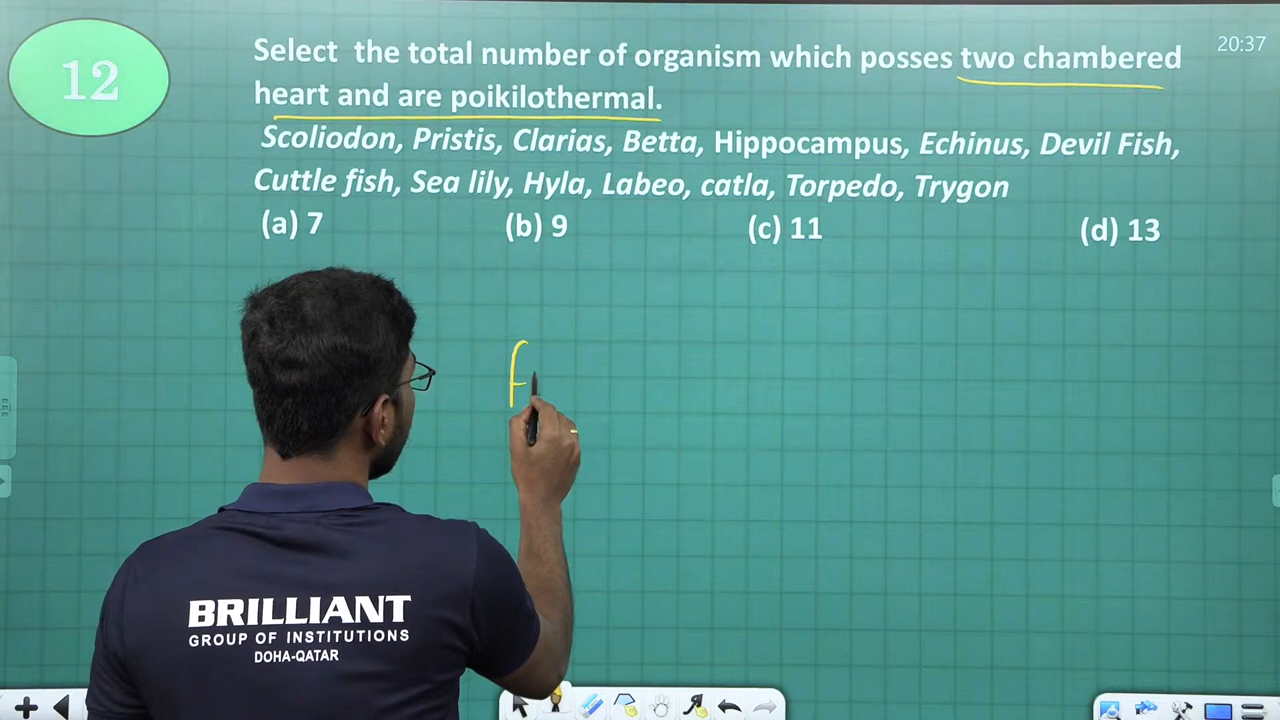 12
20:37
Select the total number of organism which posses two chambered
heart and are poikilothermal.
Scoliodon, Pristis, Clarias, Betta, Hippocampus, Echinus, Devil Fish,
Cuttle fish, Sea lily, Hyla, Labeo, catla, Torpedo, Trygon
(a) 7 (b) 9 (c) 11 (d) 13
F
BRILLIANT
GROUP OF INSTITUTIONS
DOHA-QATAR